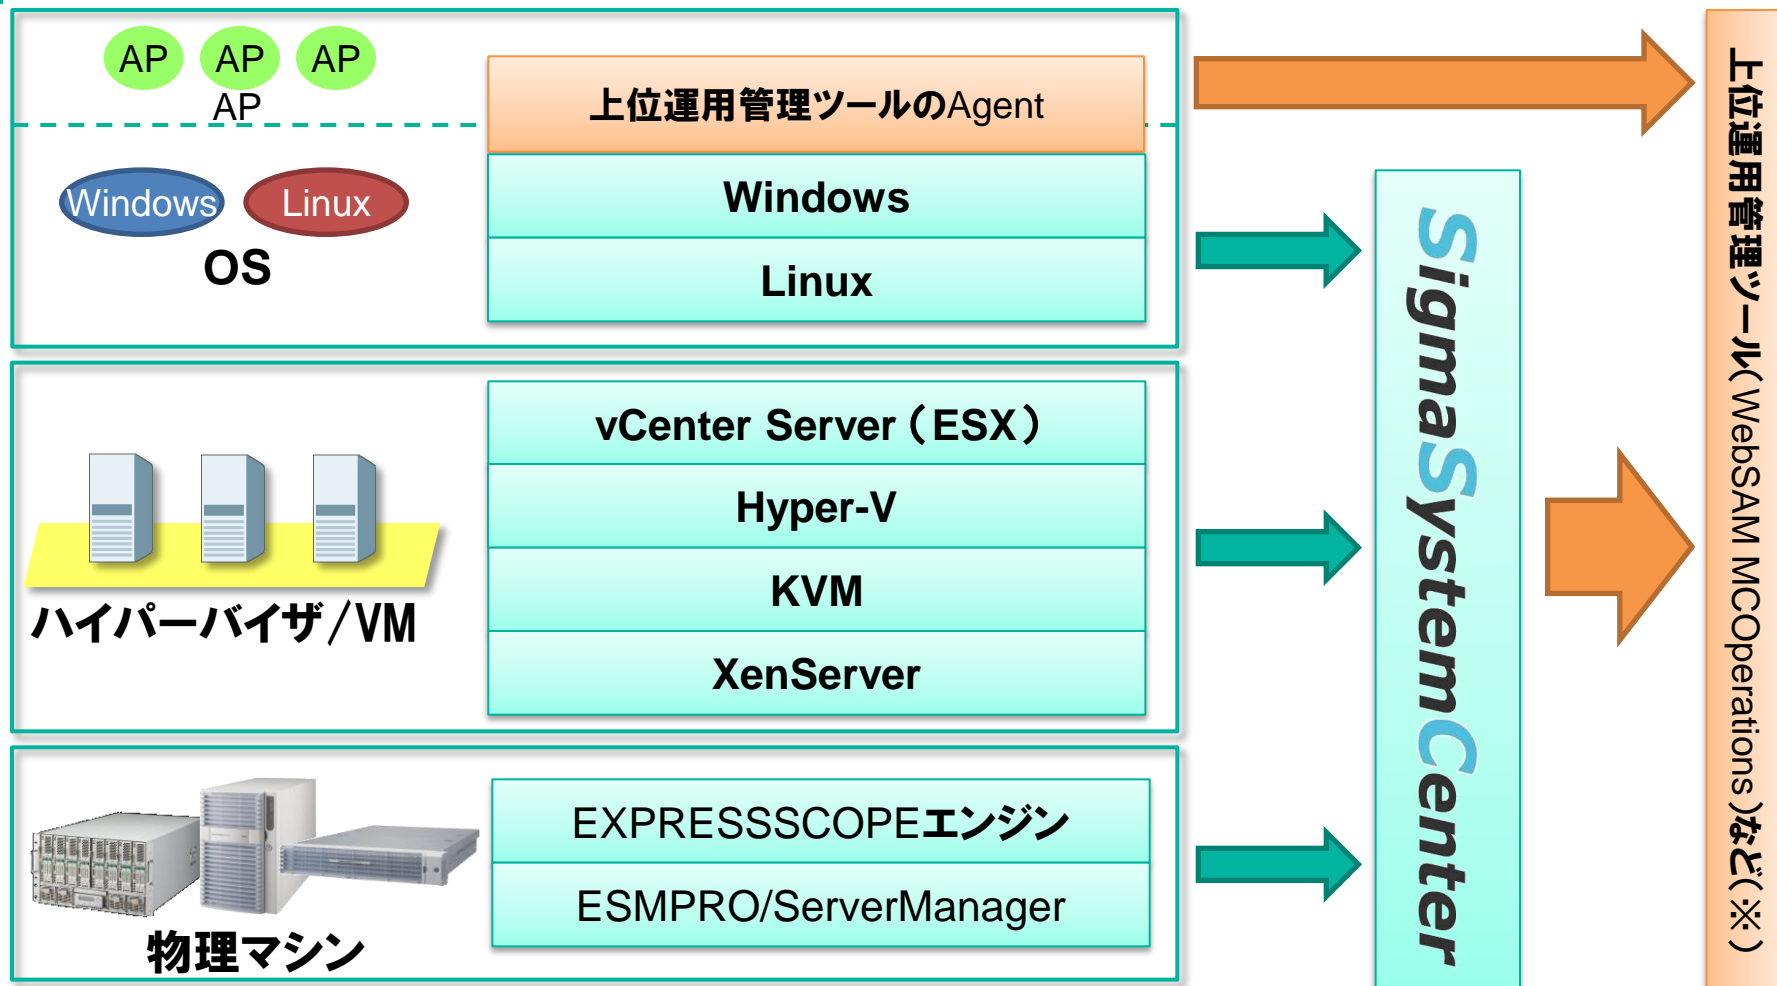 AP AP AP
AP
Windows Linux
OS
上位運用管理ツールのAgent
Windows
Linux
ハイパーバイザ/VM
vCenter Server(ESX)
Hyper-V
KVM
XenServer
物理マシン
EXPRESSSCOPEエンジン
ESMPRO/ServerManager
SigmaSystemCenter
上位運用管理ツール(WebSAM MCOperations)など(※)